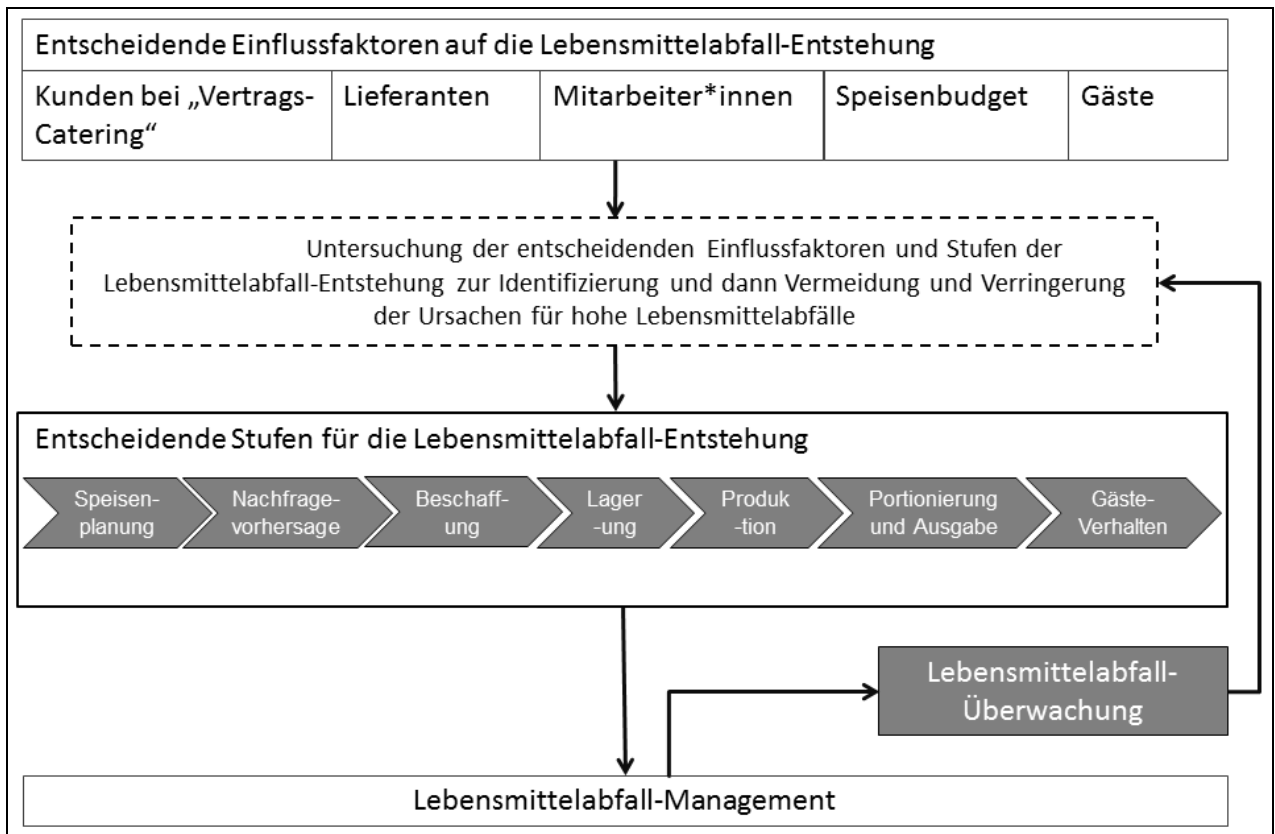 Entscheidende Einflussfaktoren auf die Lebensmittelabfall-Entstehung
Kunden bei „Vertrags-
Catering“
Lieferanten
Mitarbeiter*innen
Speisenbudget
Gäste
Untersuchung der entscheidenden Einflussfaktoren und Stufen der
Lebensmittelabfall-Entstehung zur Identifizierung und dann Vermeidung und Verringerung
der Ursachen für hohe Lebensmittelabfälle
Entscheidende Stufen für die Lebensmittelabfall-Entstehung
Speisen-
planung
Nachfrage-
vorhersage
Beschaff-
ung
Lager
-ung
Produk
-tion
Portionierung
und Ausgabe
Gäste-
Verhalten
Lebensmittelabfall-
Überwachung
Lebensmittelabfall-Management